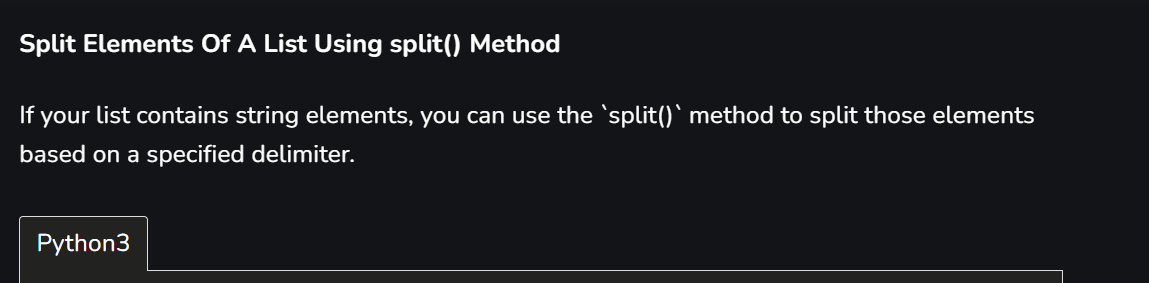 Split Elements Of A List Using split() Method
If your list contains string elements, you can use the `split()` method to split those elements
based on a specified delimiter.
Python3